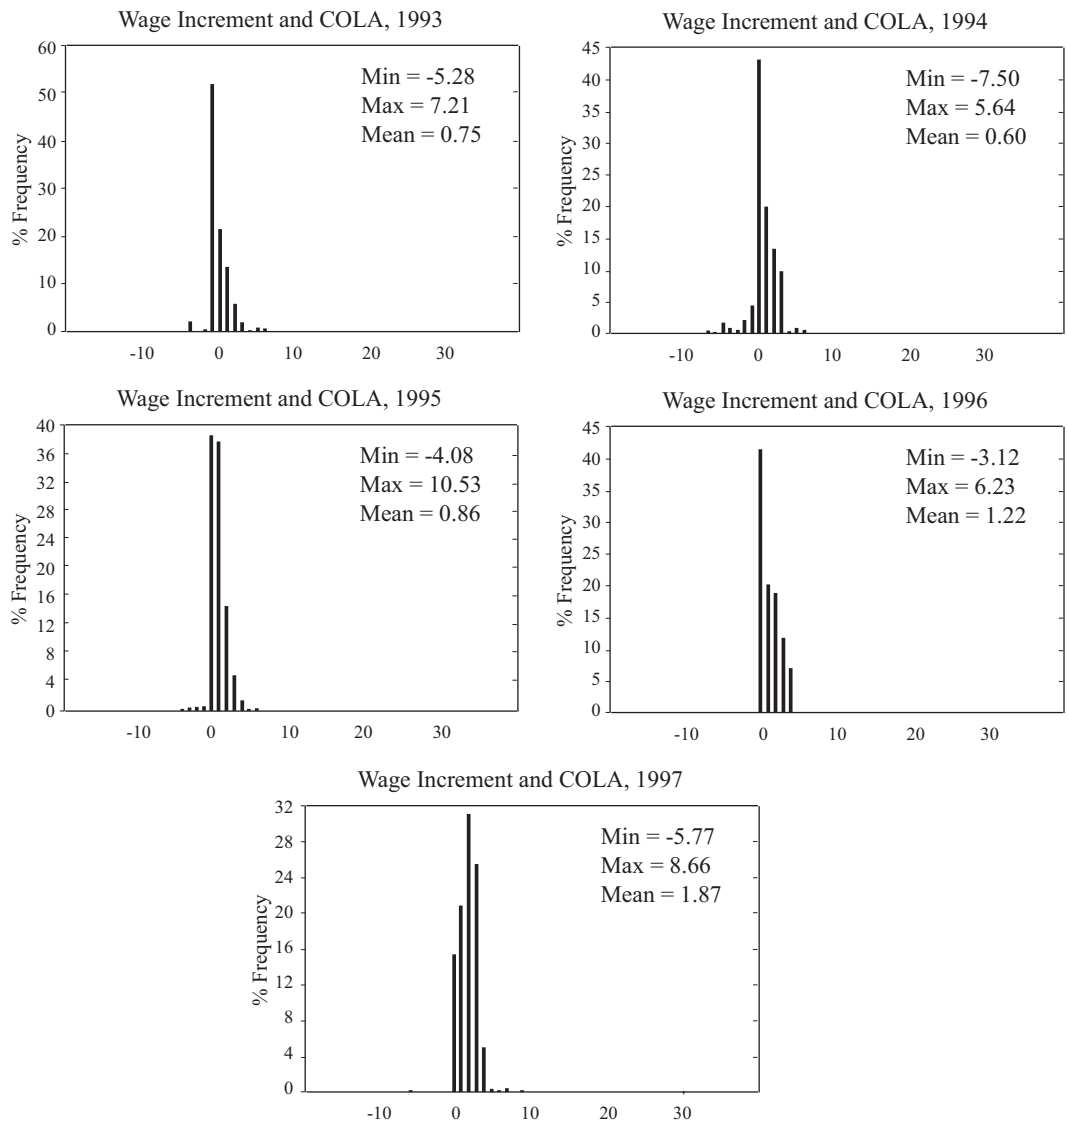 Wage Increment and COLA, 1993
60
50
40
30
20
10
0
% Frequency
Min = -5.28
Max = 7.21
Mean = 0.75
-10 0 10 20 30
Wage Increment and COLA, 1994
45
40
35
30
25
20
15
10
5
0
% Frequency
Min = -7.50
Max = 5.64
Mean = 0.60
-10 0 10 20 30
Wage Increment and COLA, 1995
40
36
32
28
24
20
16
12
8
4
0
% Frequency
Min = -4.08
Max = 10.53
Mean = 0.86
-10 0 10 20 30
Wage Increment and COLA, 1996
45
40
35
30
25
20
15
10
5
0
% Frequency
Min = -3.12
Max = 6.23
Mean = 1.22
-10 0 10 20 30
Wage Increment and COLA, 1997
32
28
24
20
16
12
8
4
0
% Frequency
Min = -5.77
Max = 8.66
Mean = 1.87
-10 0 10 20 30